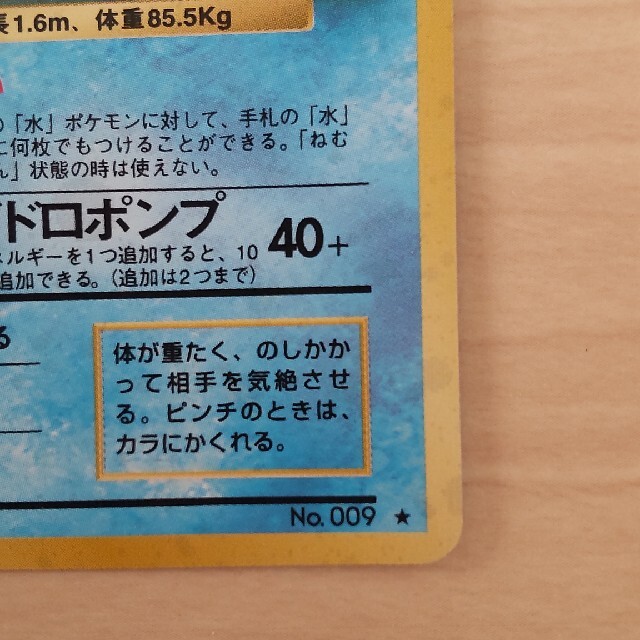 長1.6m、体重85.5Kg
の「水」ポケモンに対して、手札の「水」
に何枚でもつけることができる。「ねむ
ん」状態の時は使えない。
ドロポンプ 40+
ネルギーを1つ追加すると、10
追加できる。(追加は2つまで)
る
体が重たく、のしかか
って相手を気絶させ
る。ピンチのときは、
カラにかくれる。
No. 009 ★